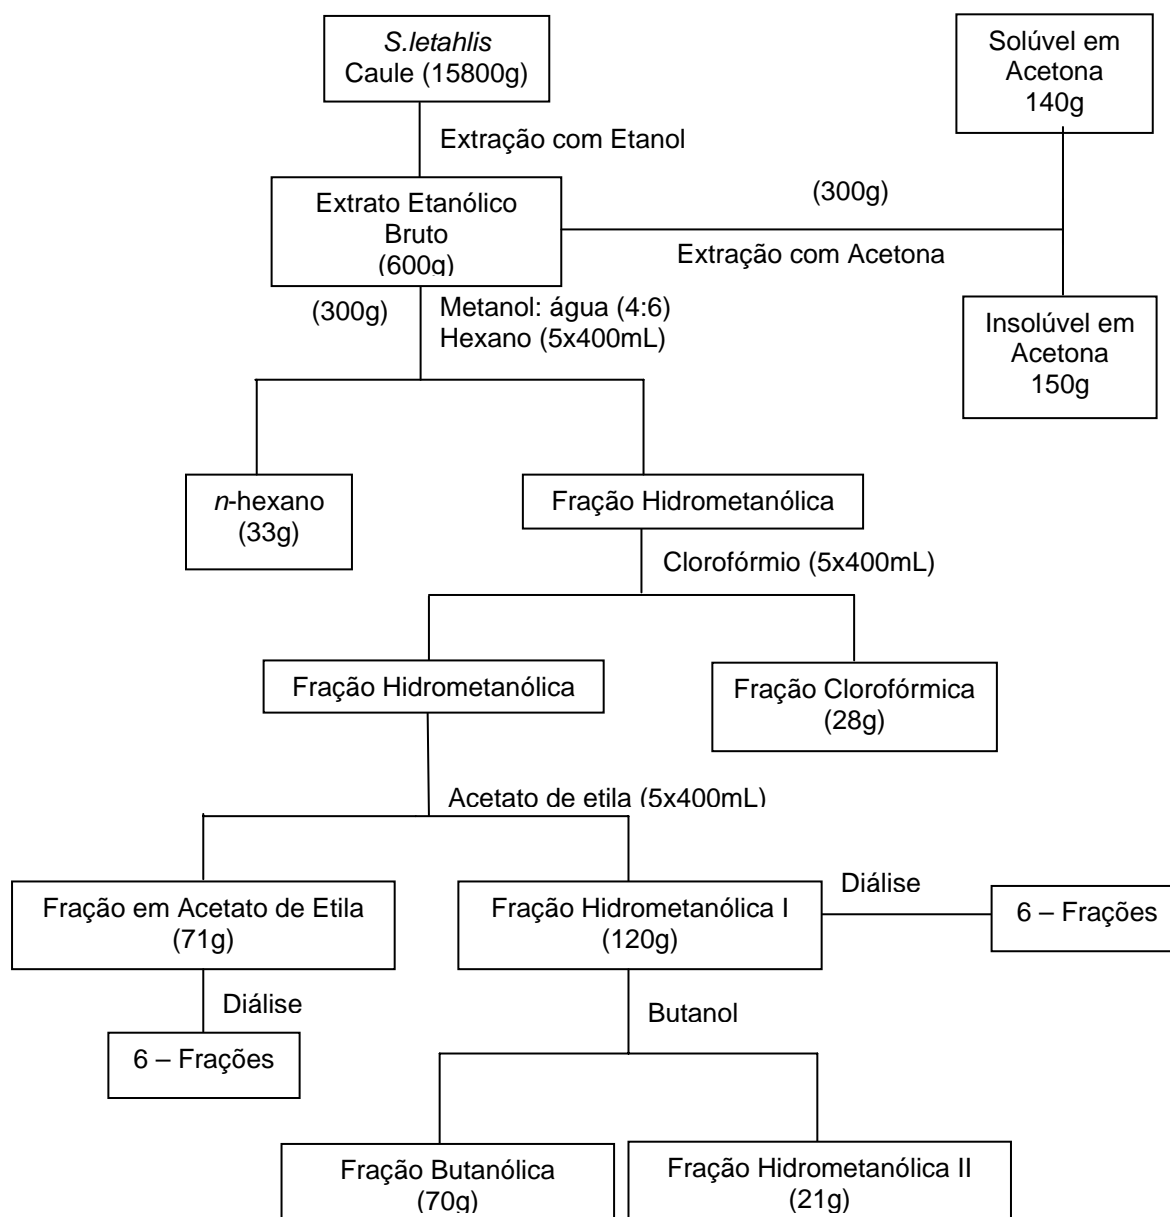 S.letahlis
Caule (15800g)
Solúvel em
Acetona
140g
Extração com Etanol
Extrato Etanólico
Bruto
(600g)
(300g)
Extração com Acetona
(300g)
Metanol: água (4:6)
Hexano (5x400mL)
Insolúvel em
Acetona
150g
n-hexano
(33g)
Fração Hidrometanólica
Clorofórmio (5x400mL)
Fração Hidrometanólica
Fração Clorofórmica
(28g)
Acetato de etila (5x400mL)
Fração em Acetato de Etila
(71g)
Fração Hidrometanólica I
(120g)
Diálise
6 – Frações
Diálise
6 – Frações
Butanol
Fração Butanólica
(70g)
Fração Hidrometanólica II
(21g)